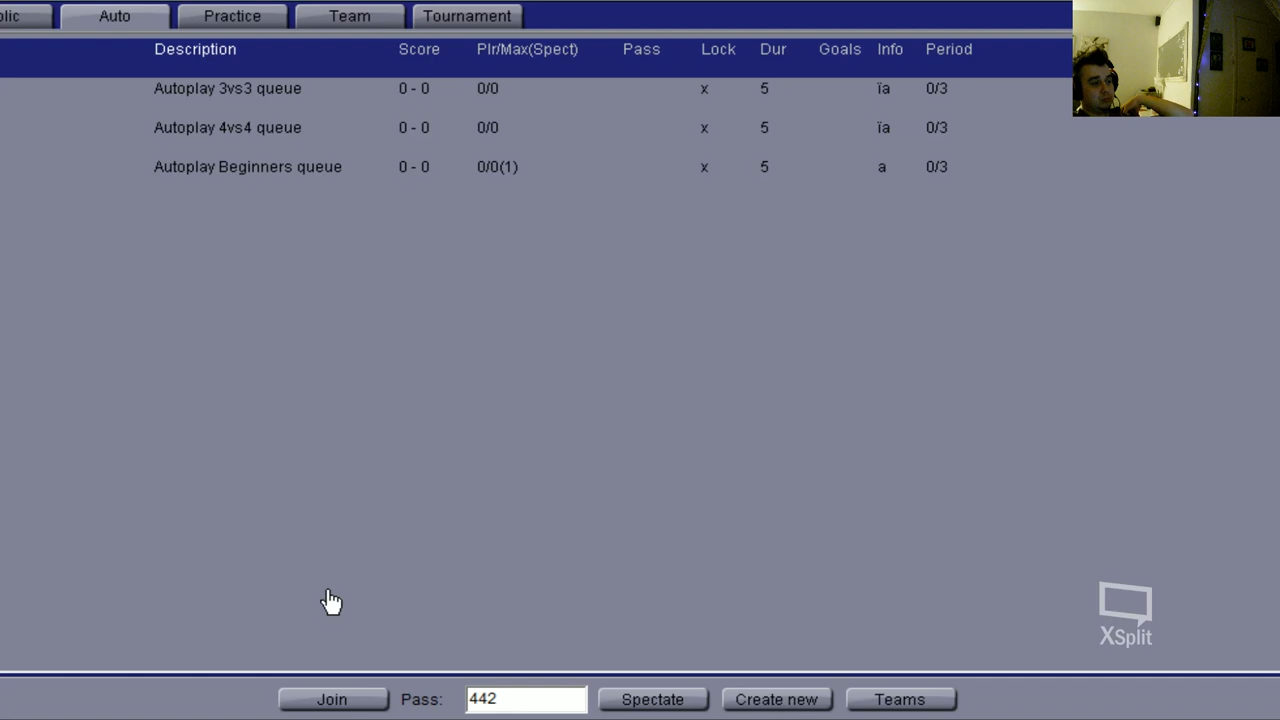 olic Auto Practice Team Tournament
Description Score Plr/Max(Spect) Pass Lock Dur Goals Info Period
Autoplay 3vs3 queue 0 - 0 0/0 x 5 ïa 0/3
Autoplay 4vs4 queue 0 - 0 0/0 x 5 ïa 0/3
Autoplay Beginners queue 0 - 0 0/0(1) x 5 a 0/3
XSplit
Join Pass: 442 Spectate Create new Teams